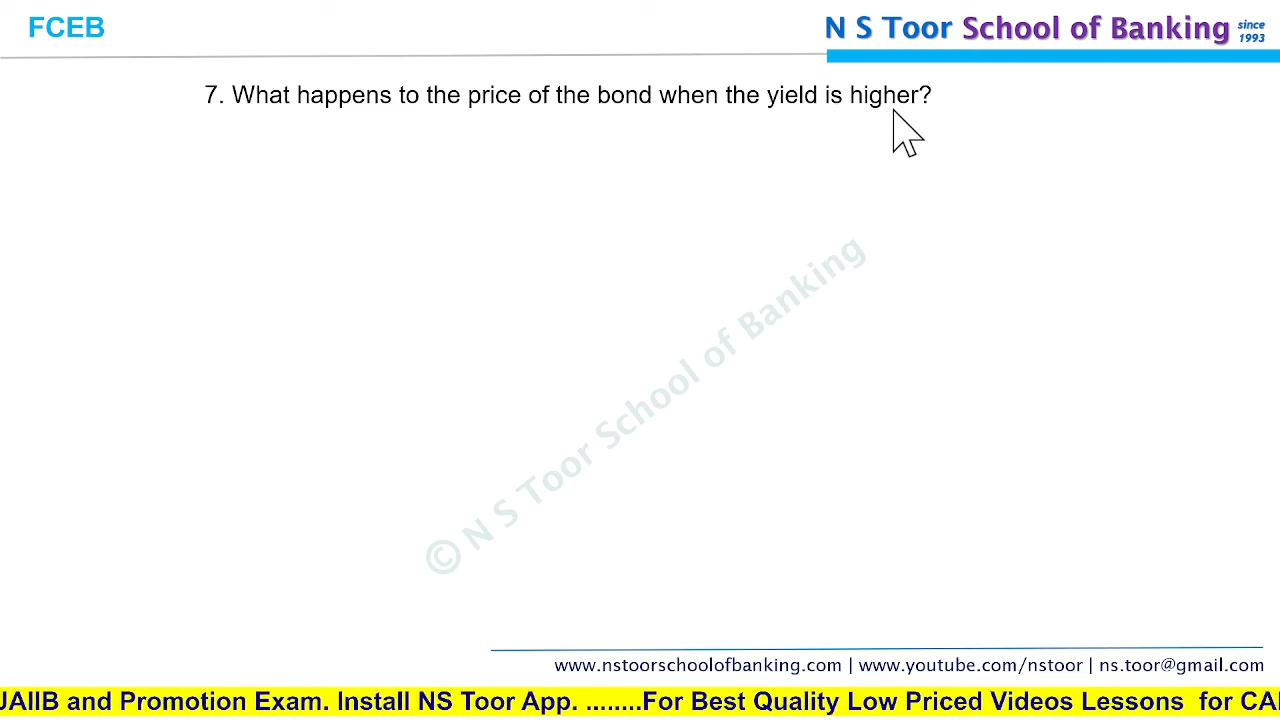 FCEB
N S Toor School of Banking since 1993
7. What happens to the price of the bond when the yield is higher?
© N S Toor School of Banking
www.nstoorschoolofbanking.com | www.youtube.com/nstoor | ns.toor@gmail.com
JAIIB and Promotion Exam. Install NS Toor App. ........For Best Quality Low Priced Videos Lessons for CAI